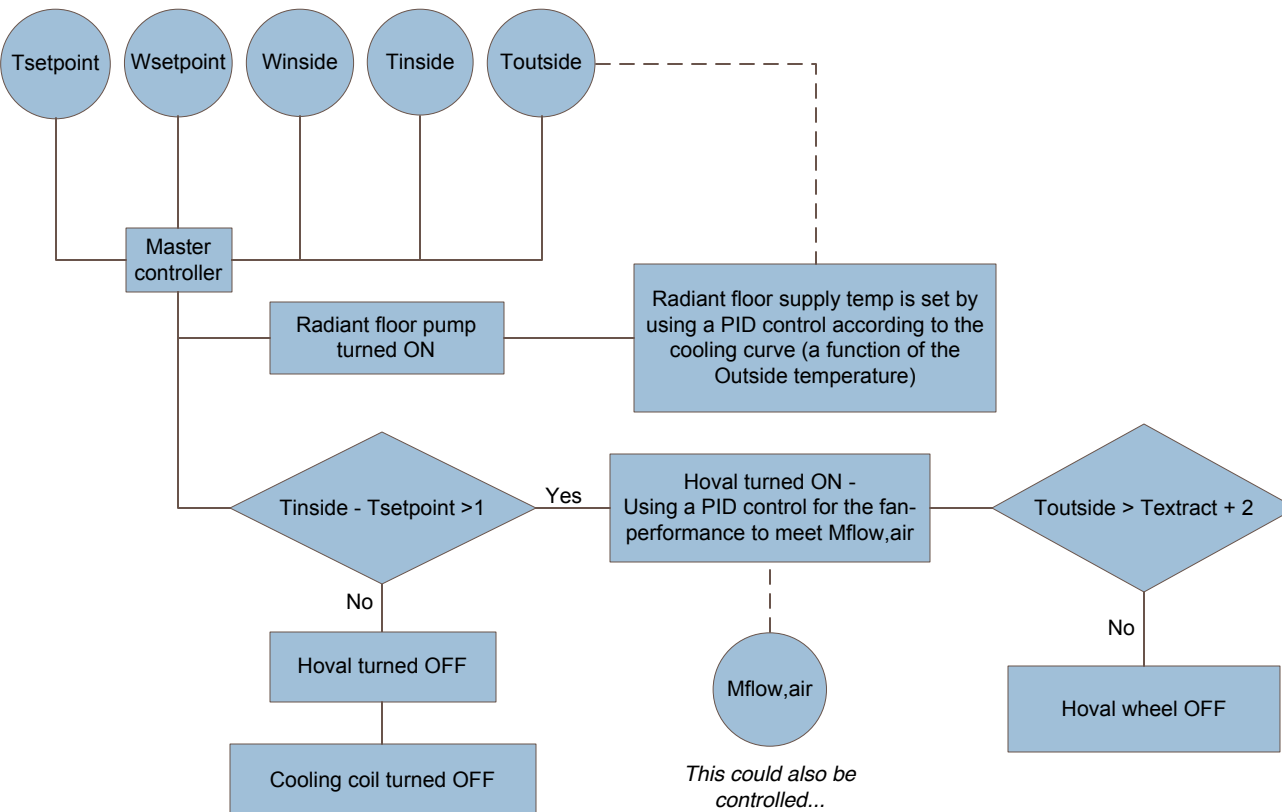 Tsetpoint
Wsetpoint
Winside
Tinside
Toutside
Master
controller
Radiant floor pump
turned ON
Radiant floor supply temp is set by
using a PID control according to the
cooling curve (a function of the
Outside temperature)
Tinside - Tsetpoint >1
Yes
Hoval turned ON -
Using a PID control for the fan-
performance to meet Mflow,air
Toutside > Textract + 2
No
Hoval turned OFF
Cooling coil turned OFF
Mflow,air
This could also be
controlled...
No
Hoval wheel OFF